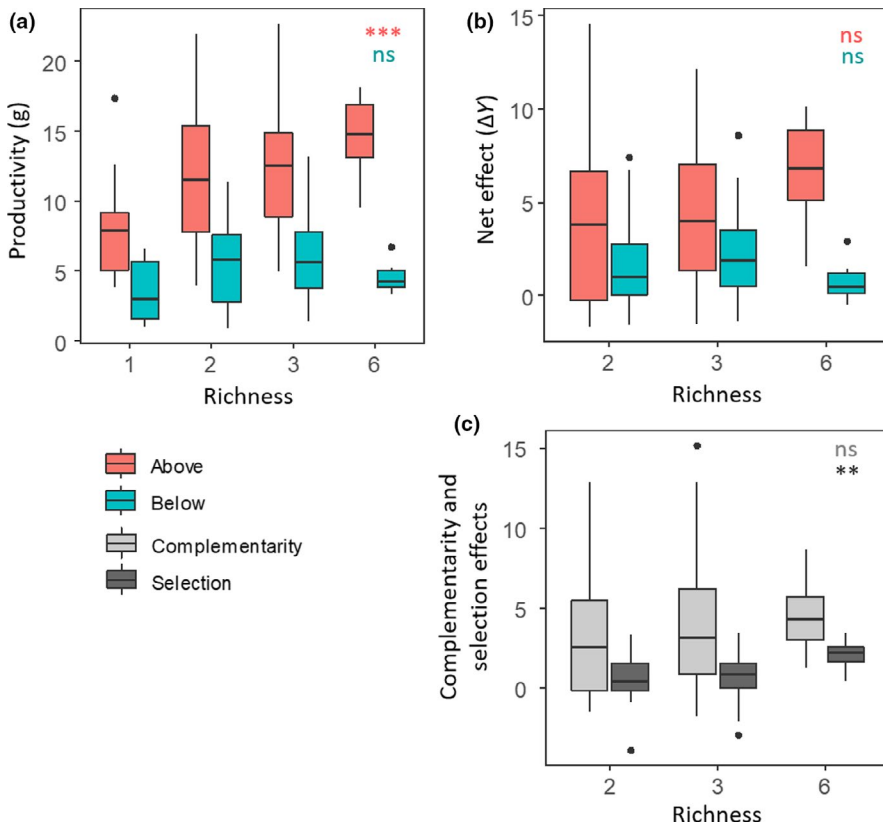 (a)
***
ns
20
15
10
5
0
Productivity (g)
1 2 3 6
Richness
(b)
ns
ns
15
10
5
0
Net effect (ΔY)
2 3 6
Richness
Above
Below
Complementarity
Selection
(c)
ns
**
15
10
5
0
Complementarity and
selection effects
2 3 6
Richness